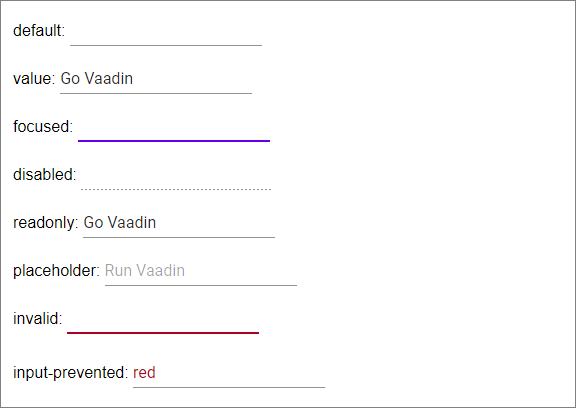 default:
value: Go Vaadin
focused:
disabled:
readonly: Go Vaadin
placeholder: Run Vaadin
invalid:
input-prevented: red